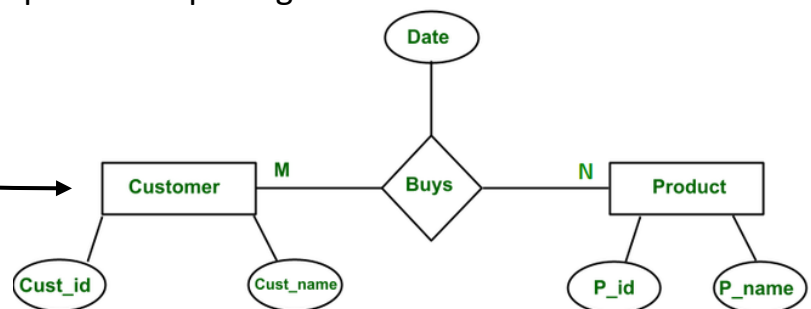 Date
Customer
M
Buys
N
Product
Cust_id
Cust_name
P_id
P_name